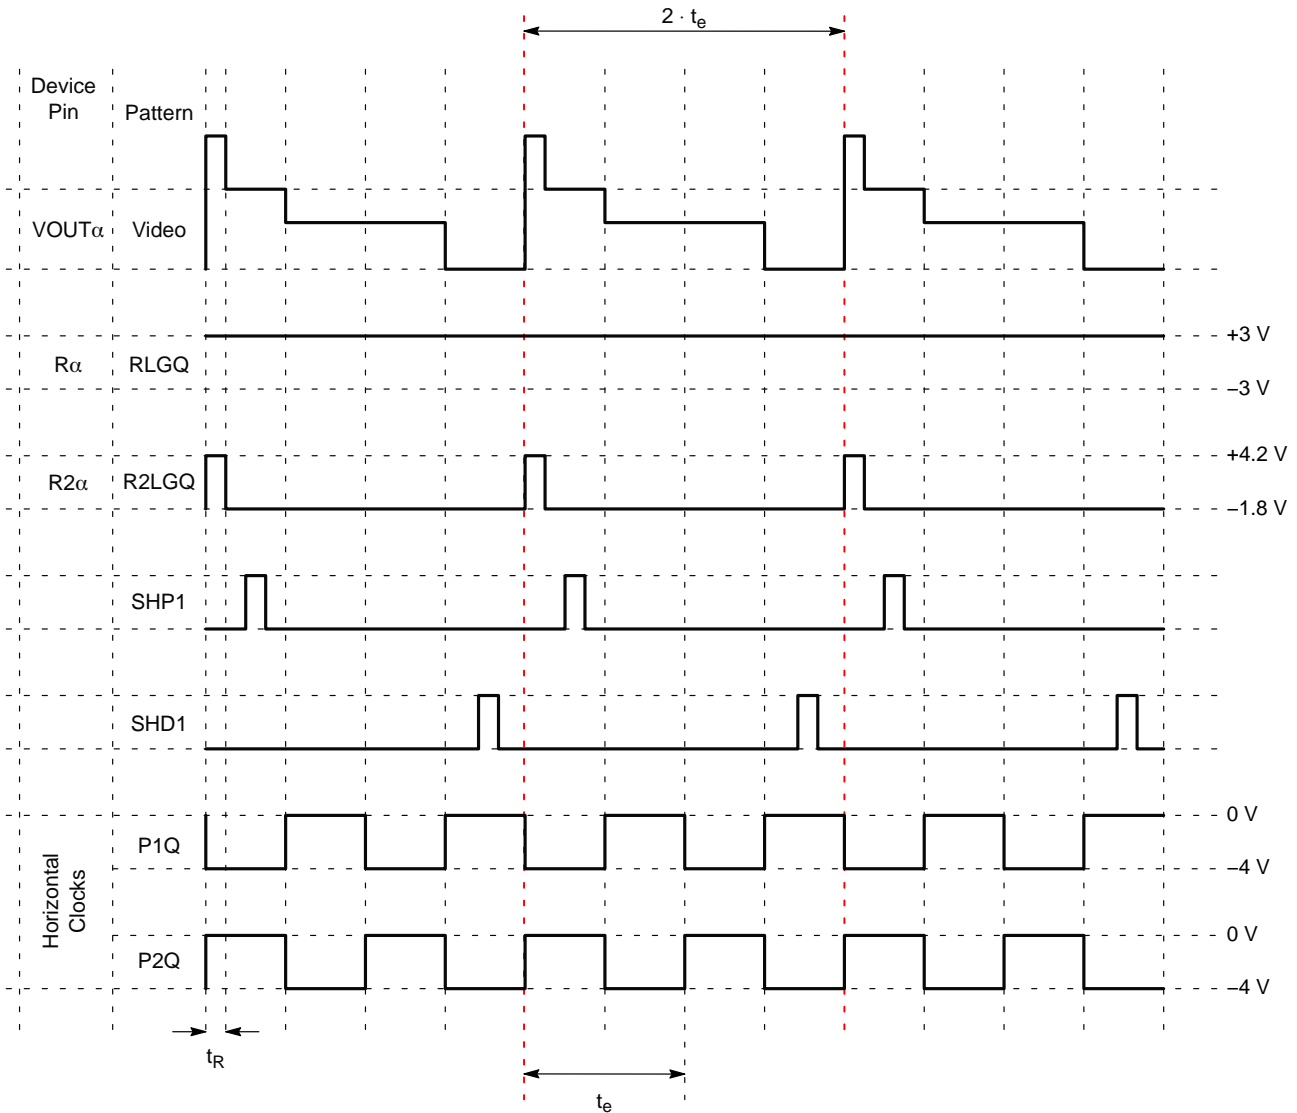 2 · te
Device
Pin
Pattern
VOUTα
Video
+3 V
Rα
RLGQ
−3 V
+4.2 V
R2α
R2LGQ
−1.8 V
SHP1
SHD1
0 V
P1Q
−4 V
Horizontal
Clocks
0 V
P2Q
−4 V
tR
te